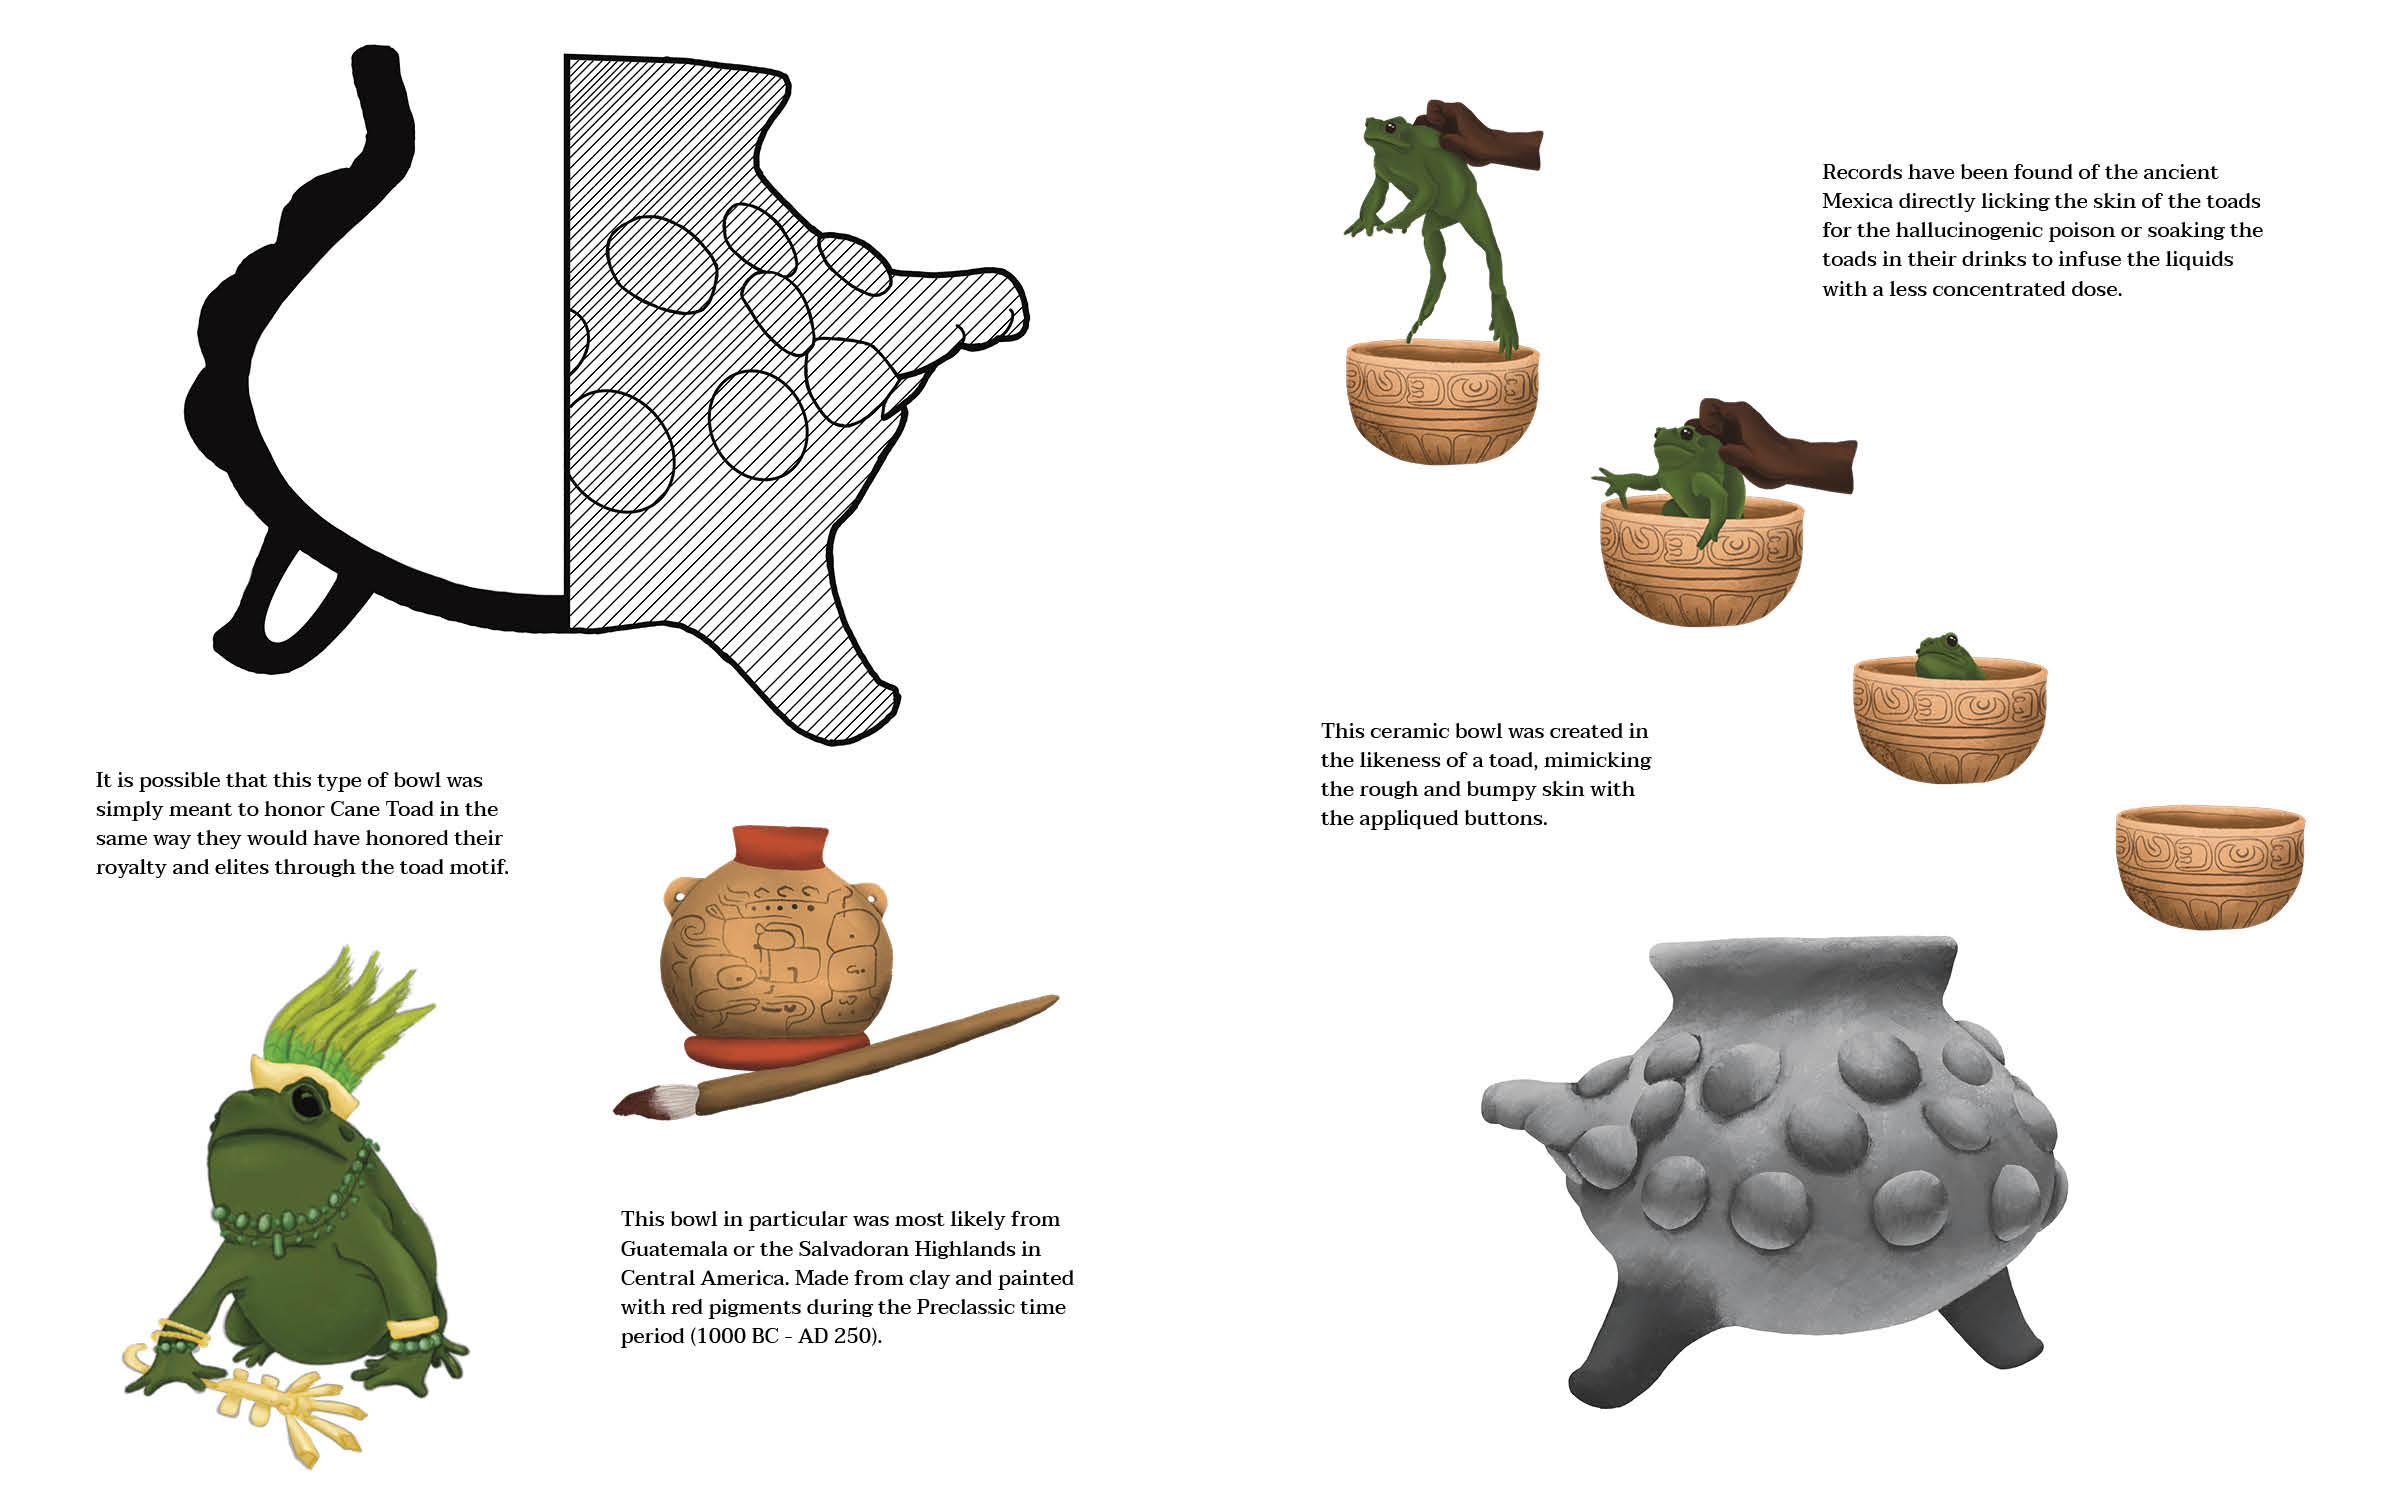 It is possible that this type of bowl was
simply meant to honor Cane Toad in the
same way they would have honored their
royalty and elites through the toad motif.
This bowl in particular was most likely from
Guatemala or the Salvadoran Highlands in
Central America. Made from clay and painted
with red pigments during the Preclassic time
period (1000 BC - AD 250).
Records have been found of the ancient
Mexica directly licking the skin of the toads
for the hallucinogenic poison or soaking the
toads in their drinks to infuse the liquids
with a less concentrated dose.
This ceramic bowl was created in
the likeness of a toad, mimicking
the rough and bumpy skin with
the appliqued buttons.